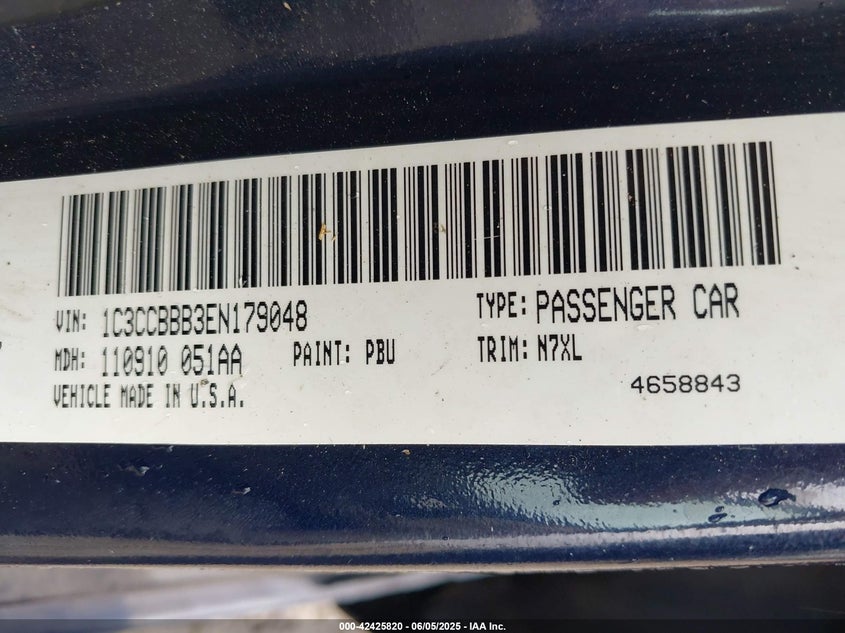 VIN: 1C3CCBBB3EN179048
TYPE: PASSENGER CAR
MDH: 110910 051AA
PAINT: PBU
TRIM: N7XL
VEHICLE MADE IN U.S.A.
4658843
000-42425820 - 06/05/2025 - IAA Inc.